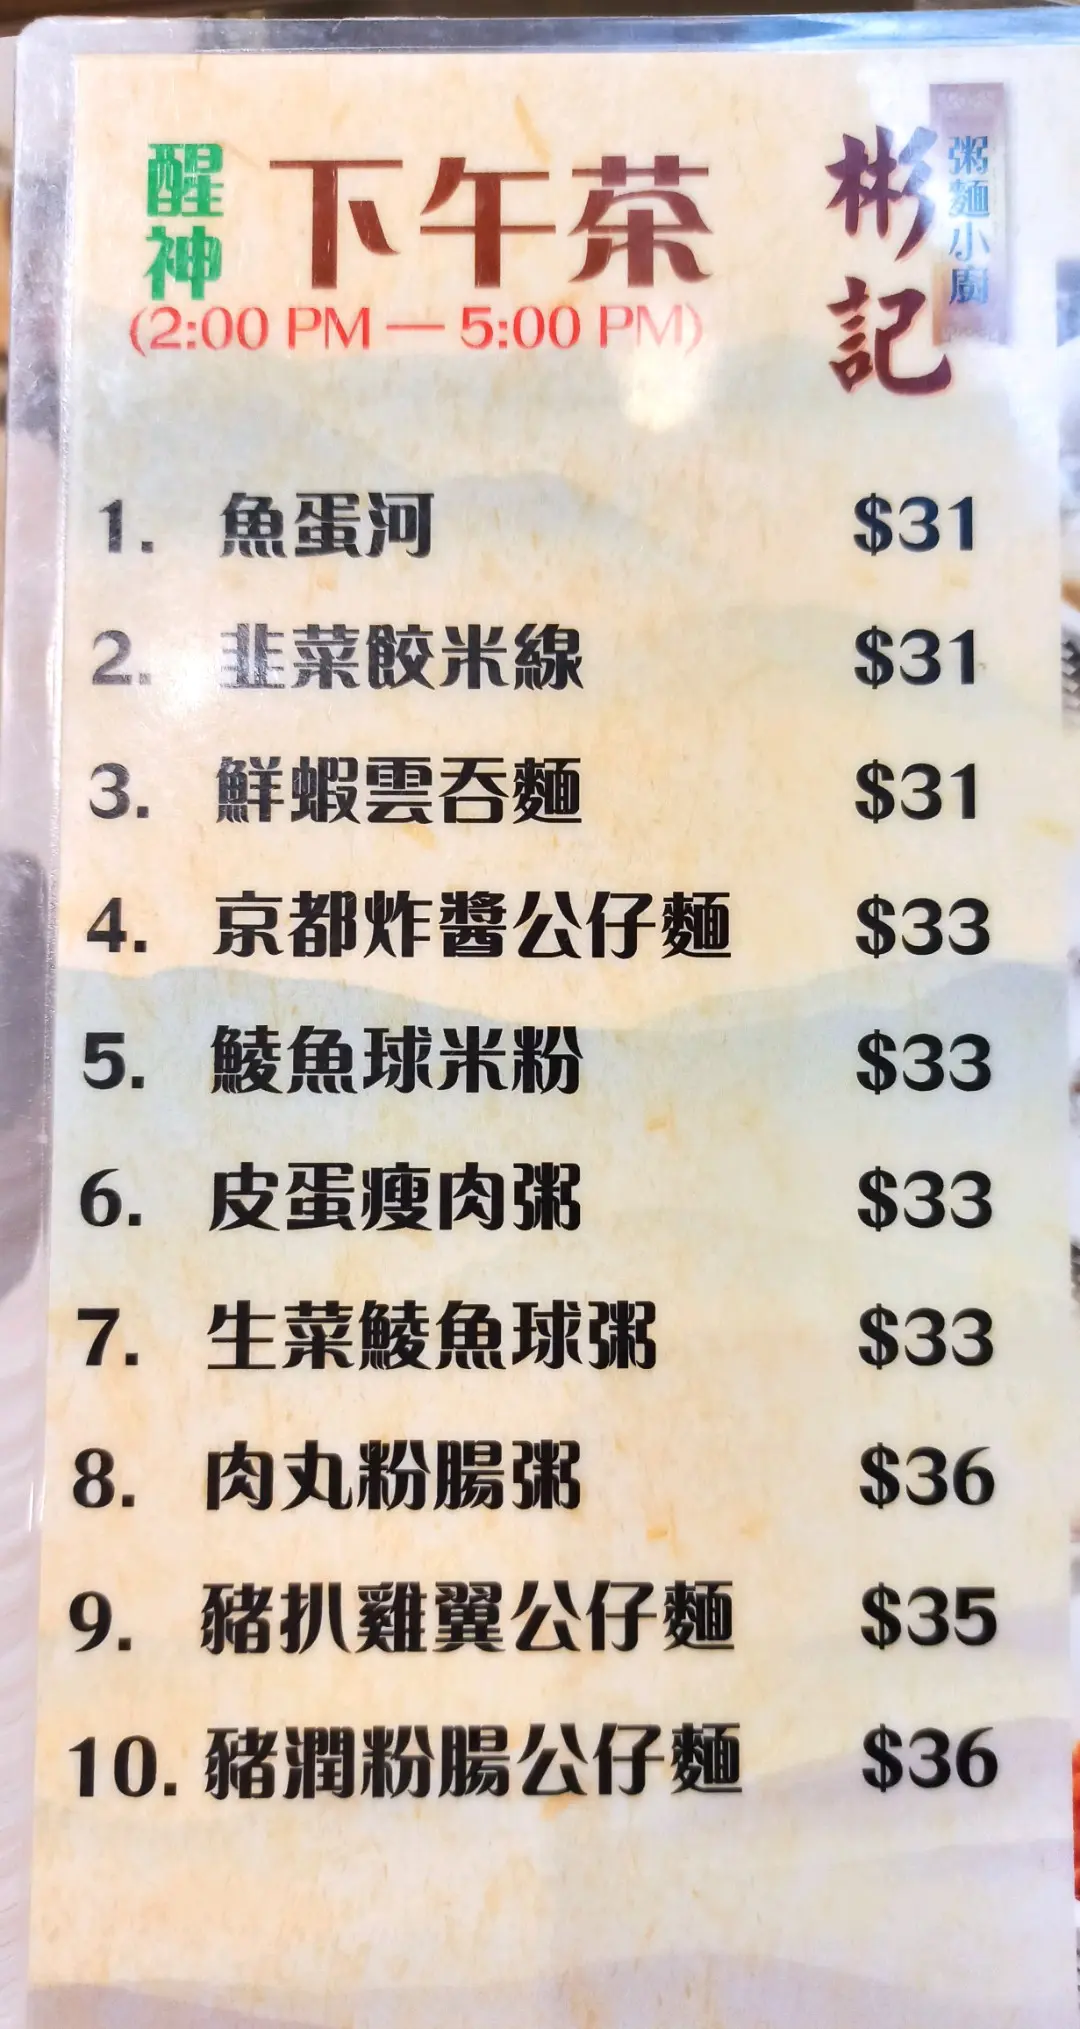 醒神 下午茶
(2:00 PM — 5:00 PM)
彬記
粥麵小廚
1. 魚蛋河 $31
2. 韭菜餃米線 $31
3. 鮮蝦雲吞麵 $31
4. 京都炸醬公仔麵 $33
5. 鯪魚球米粉 $33
6. 皮蛋瘦肉粥 $33
7. 生菜鯪魚球粥 $33
8. 肉丸粉腸粥 $36
9. 豬扒雞翼公仔麵 $35
10. 豬潤粉腸公仔麵 $36